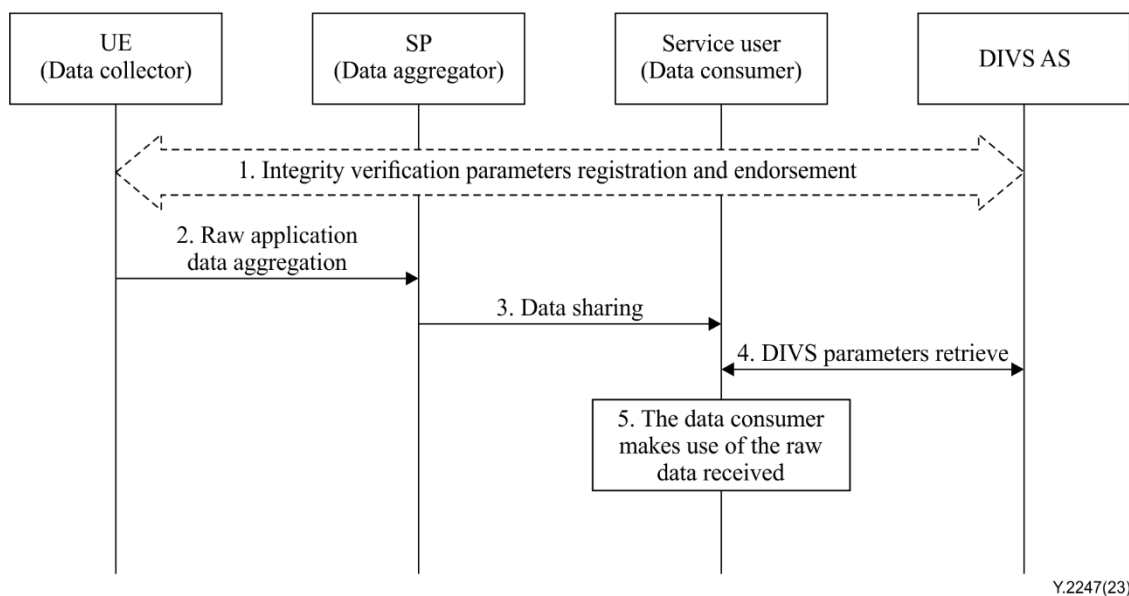 UE
(Data collector)
SP
(Data aggregator)
Service user
(Data consumer)
DIVS AS
1. Integrity verification parameters registration and endorsement
2. Raw application
data aggregation
3. Data sharing
4. DIVS parameters retrieve
5. The data consumer
makes use of the raw
data received
Y.2247(23)